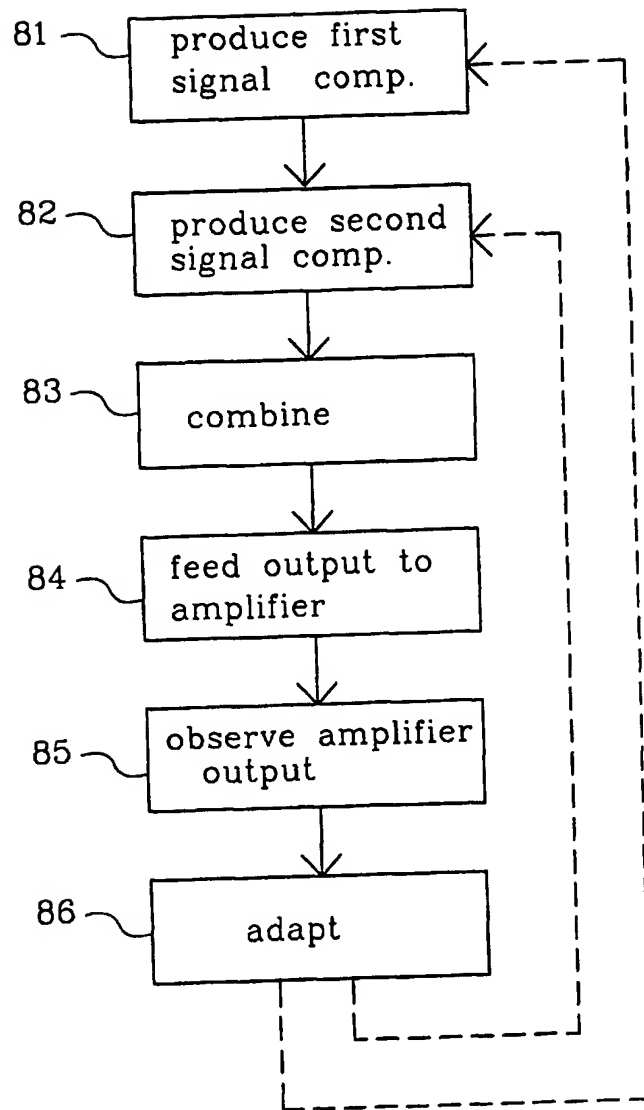 81
produce first
signal comp.
82
produce second
signal comp.
83
combine
84
feed output to
amplifier
85
observe amplifier
output
86
adapt